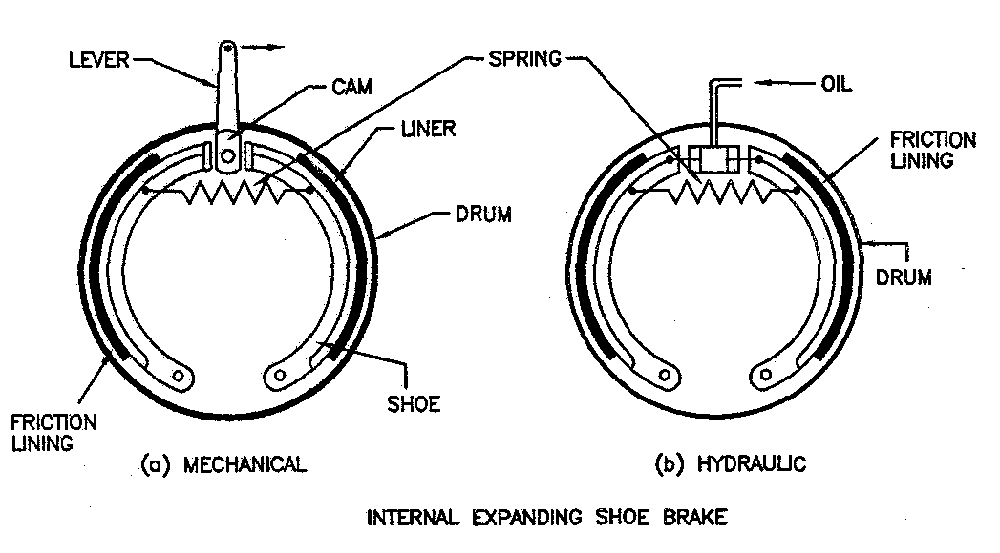 LEVER
CAM
SPRING
OIL
LINER
FRICTION
LINING
DRUM
DRUM
SHOE
FRICTION
LINING
(a) MECHANICAL
(b) HYDRAULIC
INTERNAL EXPANDING SHOE BRAKE